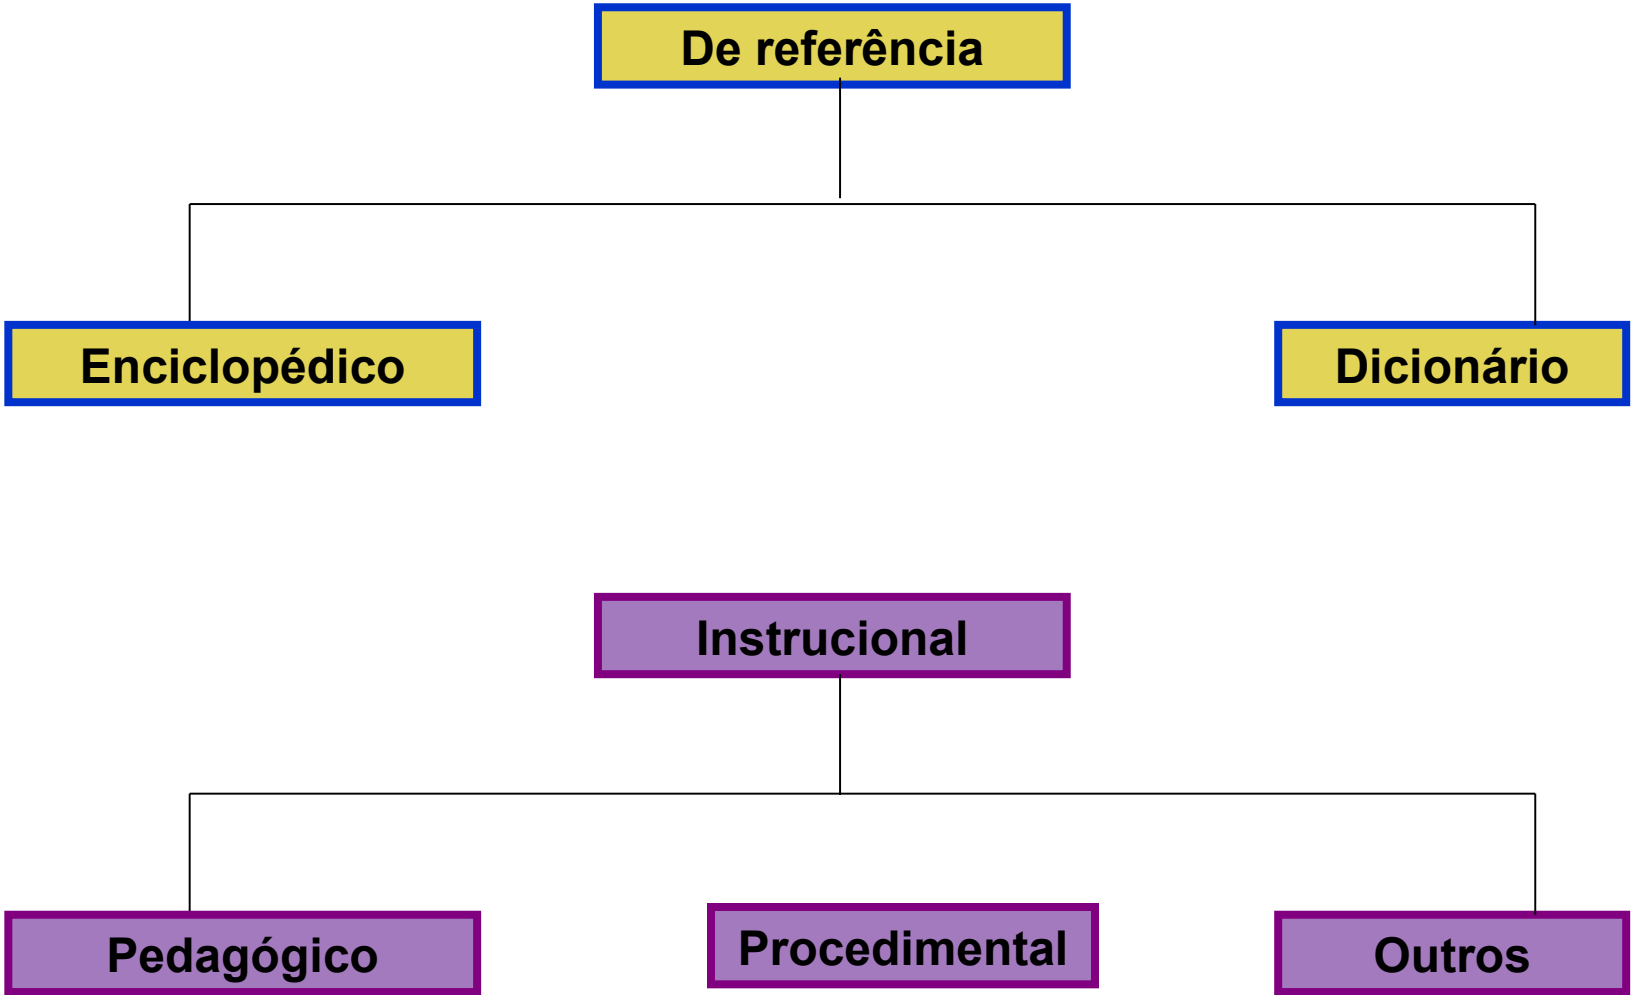 De referência
Enciclopédico
Dicionário
Instrucional
Pedagógico
Procedimental
Outros